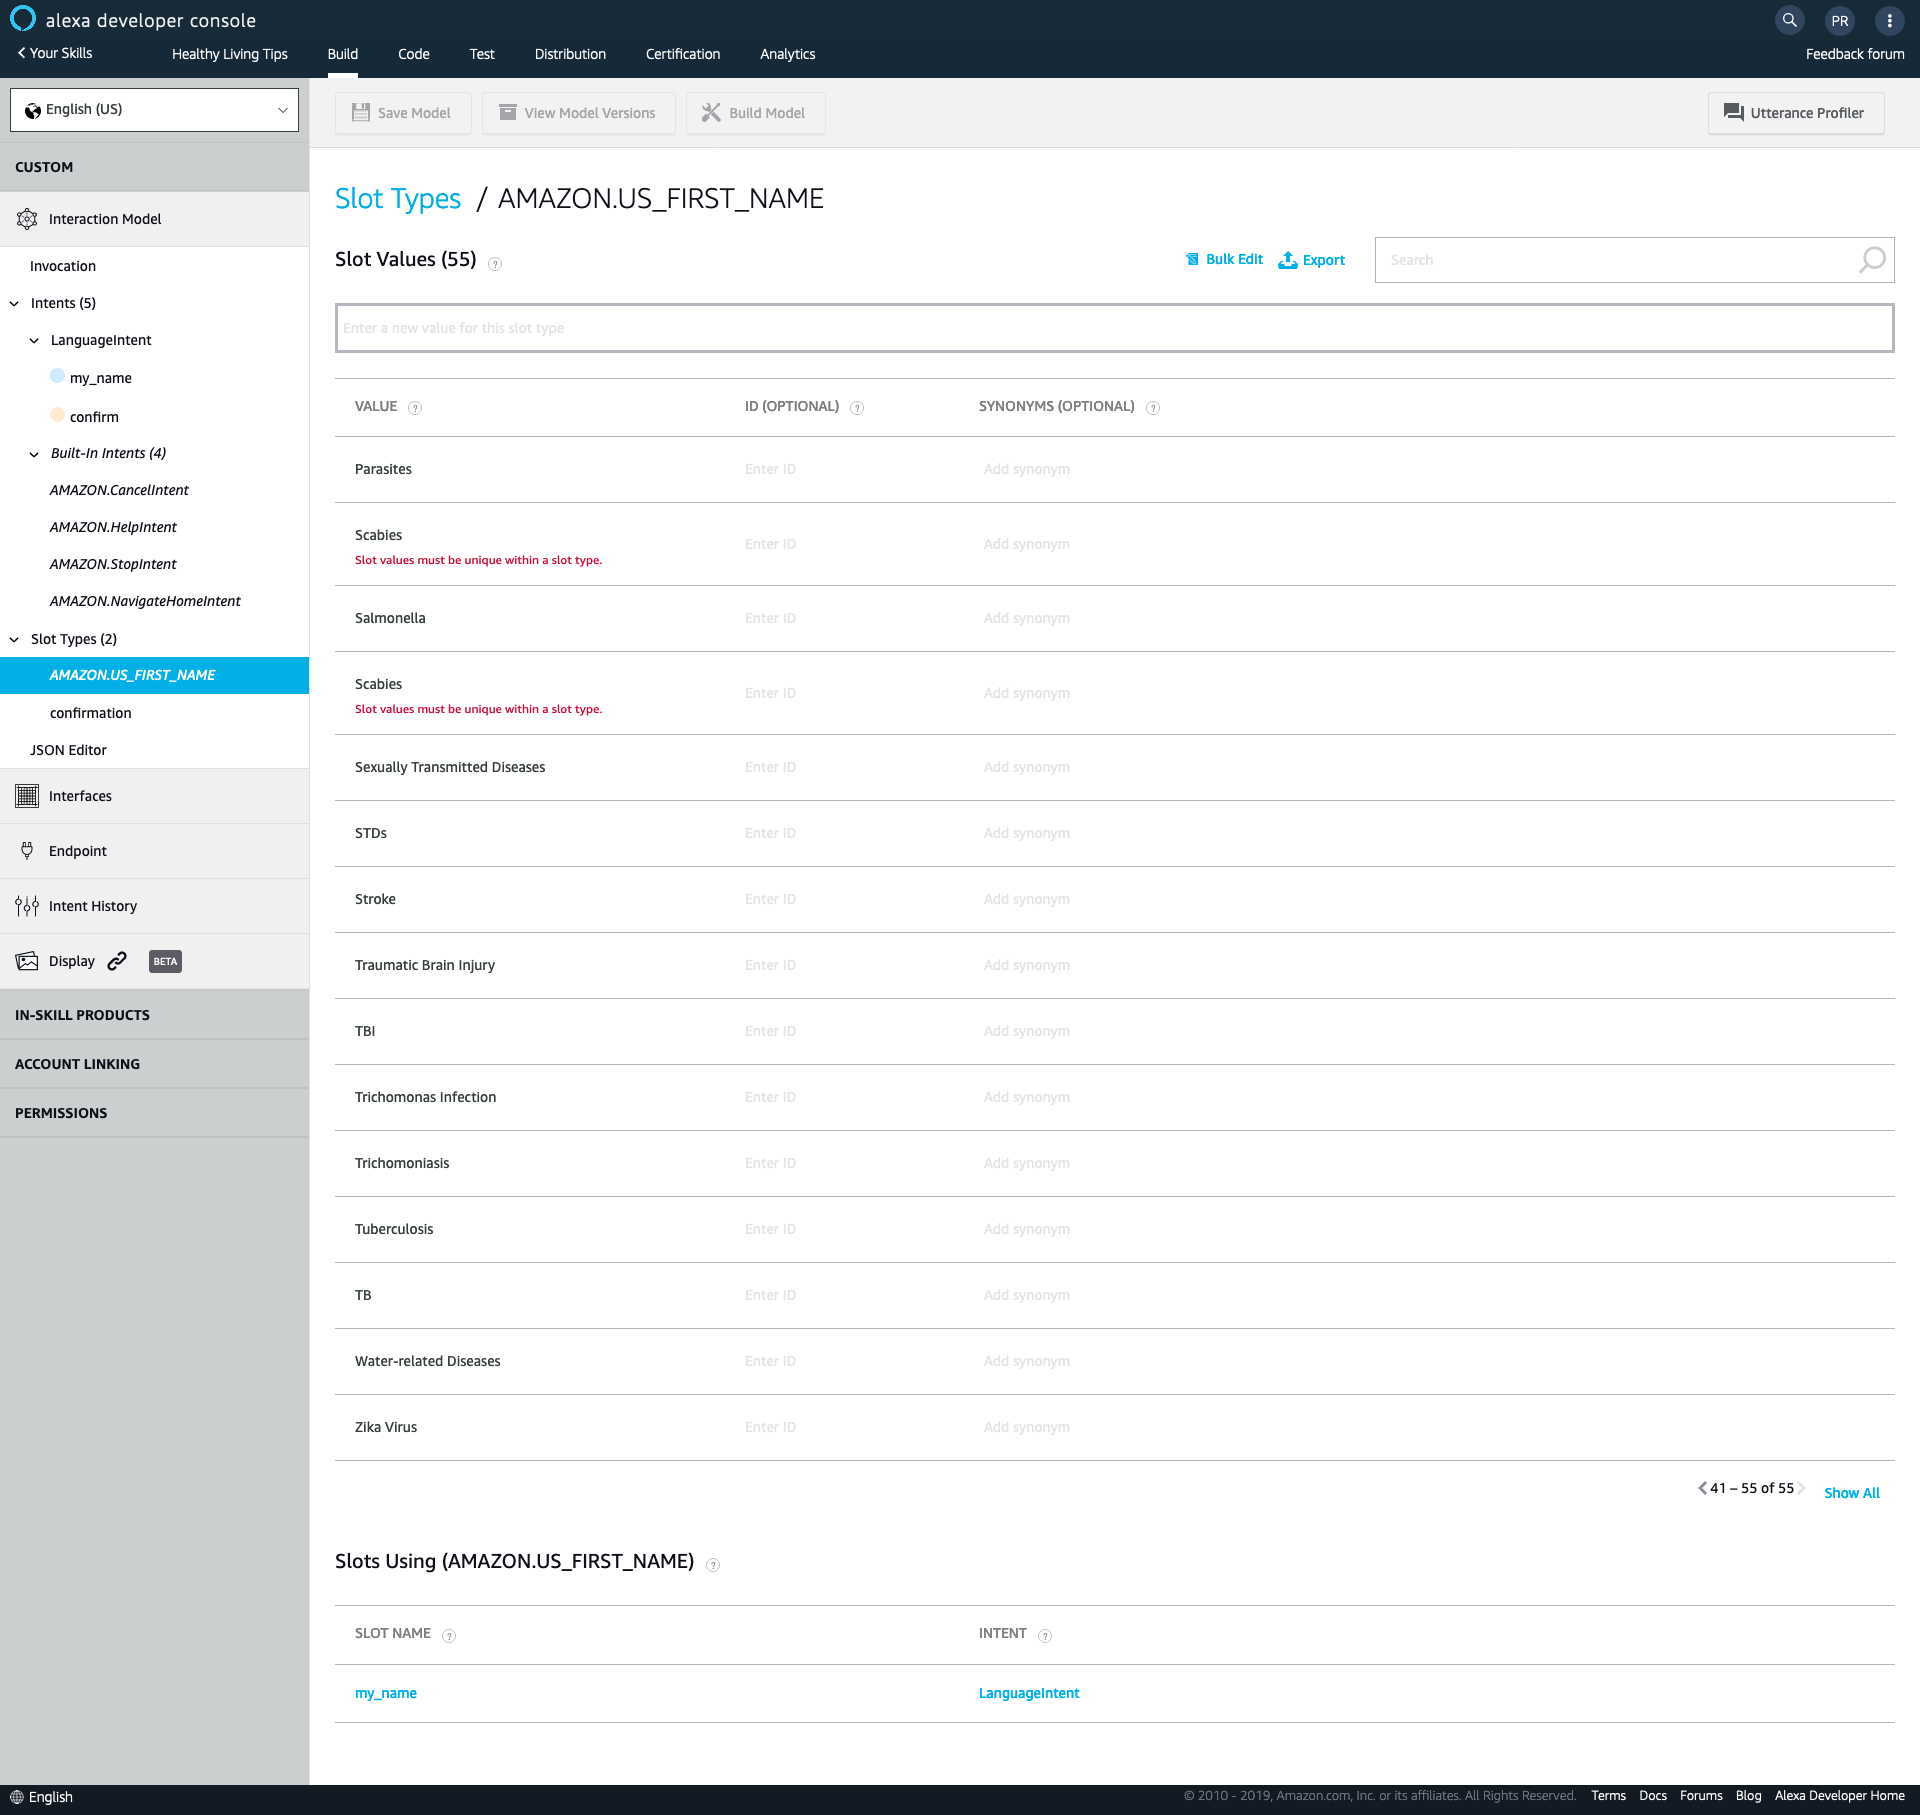 alexa developer console
PR
Your Skills
Healthy Living Tips
Build
Code
Test
Distribution
Certification
Analytics
Feedback forum
English (US)
Save Model
View Model Versions
Build Model
Utterance Profiler
CUSTOM
Interaction Model
Invocation
Intents (5)
LanguageIntent
my_name
confirm
Built-In Intents (4)
AMAZON.CancelIntent
AMAZON.HelpIntent
AMAZON.StopIntent
AMAZON.NavigateHomeIntent
Slot Types (2)
AMAZON.US_FIRST_NAME
confirmation
JSON Editor
Interfaces
Endpoint
Intent History
Display
BETA
IN-SKILL PRODUCTS
ACCOUNT LINKING
PERMISSIONS
Slot Types / AMAZON.US_FIRST_NAME
Slot Values (55) ?
Bulk Edit
Export
Search
Enter a new value for this slot type
VALUE ? ID (OPTIONAL) ? SYNONYMS (OPTIONAL) ?
Parasites Enter ID Add synonym
Scabies Enter ID Add synonym
Slot values must be unique within a slot type.
Salmonella Enter ID Add synonym
Scabies Enter ID Add synonym
Slot values must be unique within a slot type.
Sexually Transmitted Diseases Enter ID Add synonym
STDs Enter ID Add synonym
Stroke Enter ID Add synonym
Traumatic Brain Injury Enter ID Add synonym
TBI Enter ID Add synonym
Trichomonas Infection Enter ID Add synonym
Trichomoniasis Enter ID Add synonym
Tuberculosis Enter ID Add synonym
TB Enter ID Add synonym
Water-related Diseases Enter ID Add synonym
Zika Virus Enter ID Add synonym
41 – 55 of 55
Show All
Slots Using (AMAZON.US_FIRST_NAME) ?
SLOT NAME ? INTENT ?
my_name LanguageIntent
English
© 2010 - 2019, Amazon.com, Inc. or its affiliates. All Rights Reserved. Terms Docs Forums Blog Alexa Developer Home